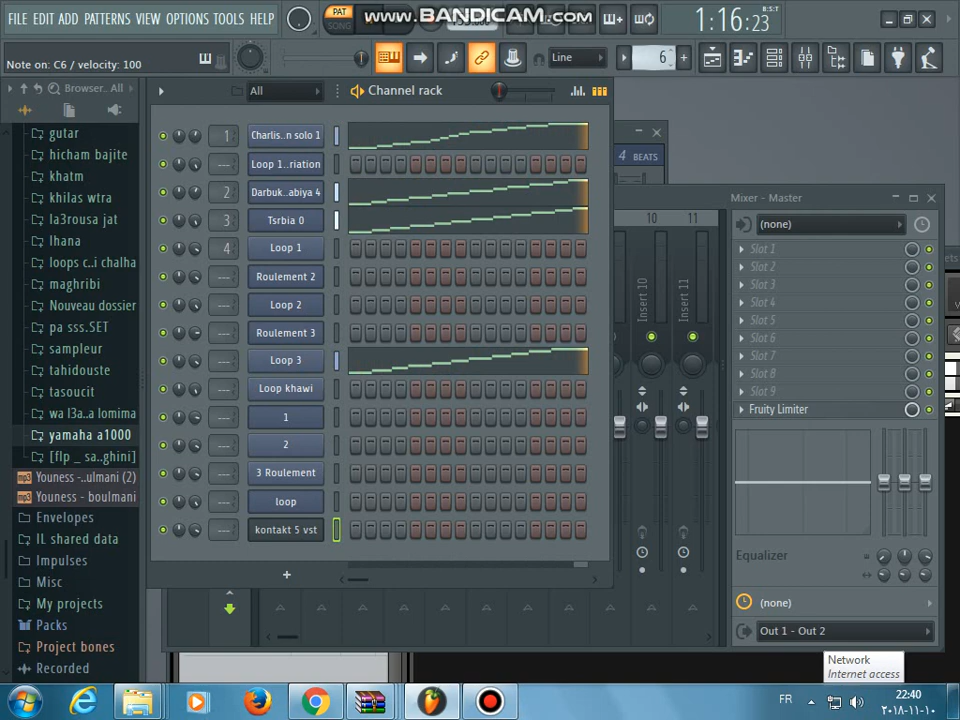 FILE EDIT ADD PATTERNS VIEW OPTIONS TOOLS HELP
PAT
SONG
WWW.BANDICAM.COM
1:16:23
B:S:T
Note on: C6 / velocity: 100
Line
6
Browser.. All
gutar
hicham bajite
khatm
khilas wtra
la3rousa jat
lhana
loops c..i chalha
maghribi
Nouveau dossier
pa sss.SET
sampleur
tahidouste
tasoucit
wa l3a..a lomima
yamaha a1000
[flp _ sa..ghini]
Youness -..ulmani (2)
Youness - boulmani
Envelopes
IL shared data
Impulses
Misc
My projects
Packs
Project bones
Recorded
All
Channel rack
1 Charlis..n solo 1
--- Loop 1..riation
2 Darbuk..abiya 4
3 Tsrbia 0
4 Loop 1
--- Roulement 2
--- Loop 2
--- Roulement 3
--- Loop 3
--- Loop khawi
--- 1
--- 2
--- 3 Roulement
--- loop
--- kontakt 5 vst
+
4 BEATS
10 11
Insert 10
Insert 11
Mixer - Master
(none)
Slot 1
Slot 2
Slot 3
Slot 4
Slot 5
Slot 6
Slot 7
Slot 8
Slot 9
Fruity Limiter
Equalizer
(none)
Out 1 - Out 2
Network
Internet access
FR
22:40
٢٠١٨-١١-١٠